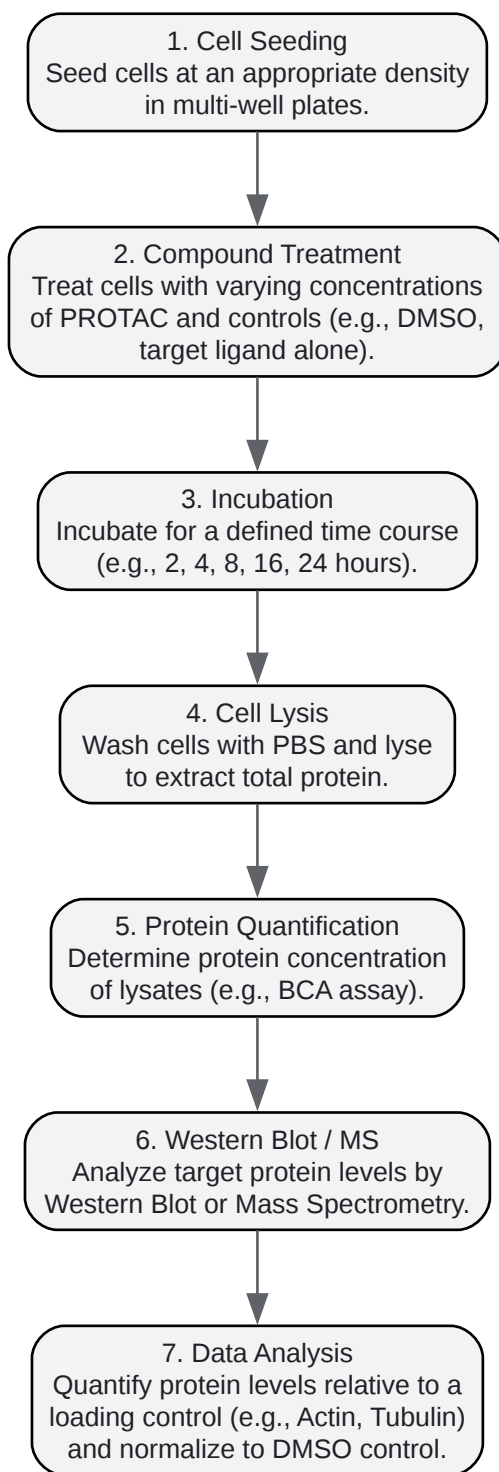 1. Cell Seeding
Seed cells at an appropriate density
in multi-well plates.
2. Compound Treatment
Treat cells with varying concentrations
of PROTAC and controls (e.g., DMSO,
target ligand alone).
3. Incubation
Incubate for a defined time course
(e.g., 2, 4, 8, 16, 24 hours).
4. Cell Lysis
Wash cells with PBS and lyse
to extract total protein.
5. Protein Quantification
Determine protein concentration
of lysates (e.g., BCA assay).
6. Western Blot / MS
Analyze target protein levels by
Western Blot or Mass Spectrometry.
7. Data Analysis
Quantify protein levels relative to a
loading control (e.g., Actin, Tubulin)
and normalize to DMSO control.